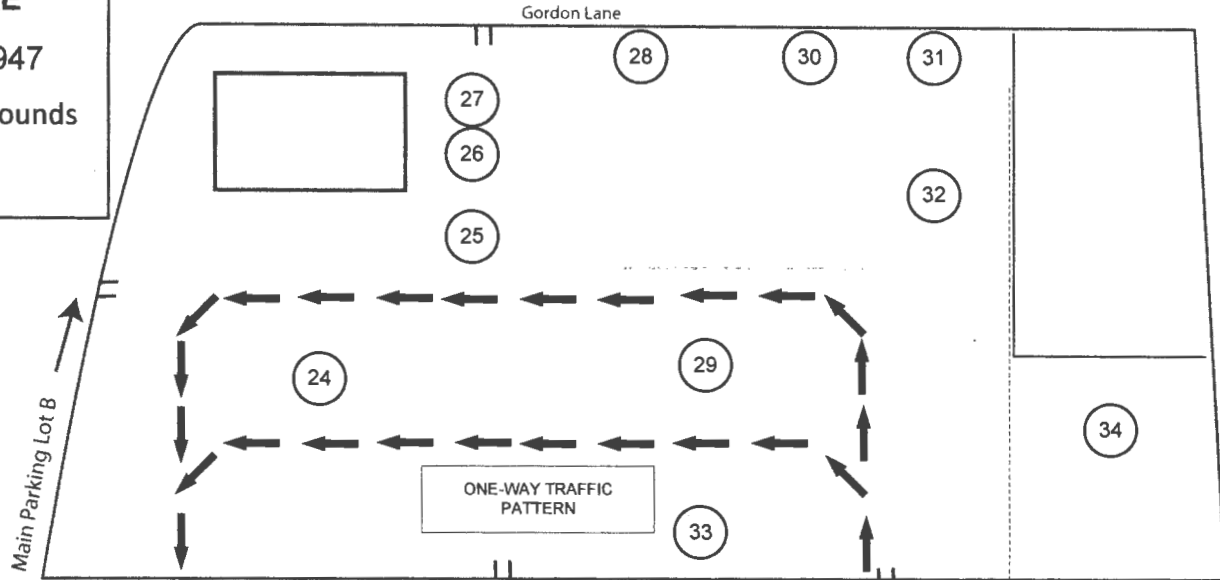 Gordon Lane
947
ounds
28
30
31
27
26
32
25
24
29
34
ONE-WAY TRAFFIC
PATTERN
33
Main Parking Lot B